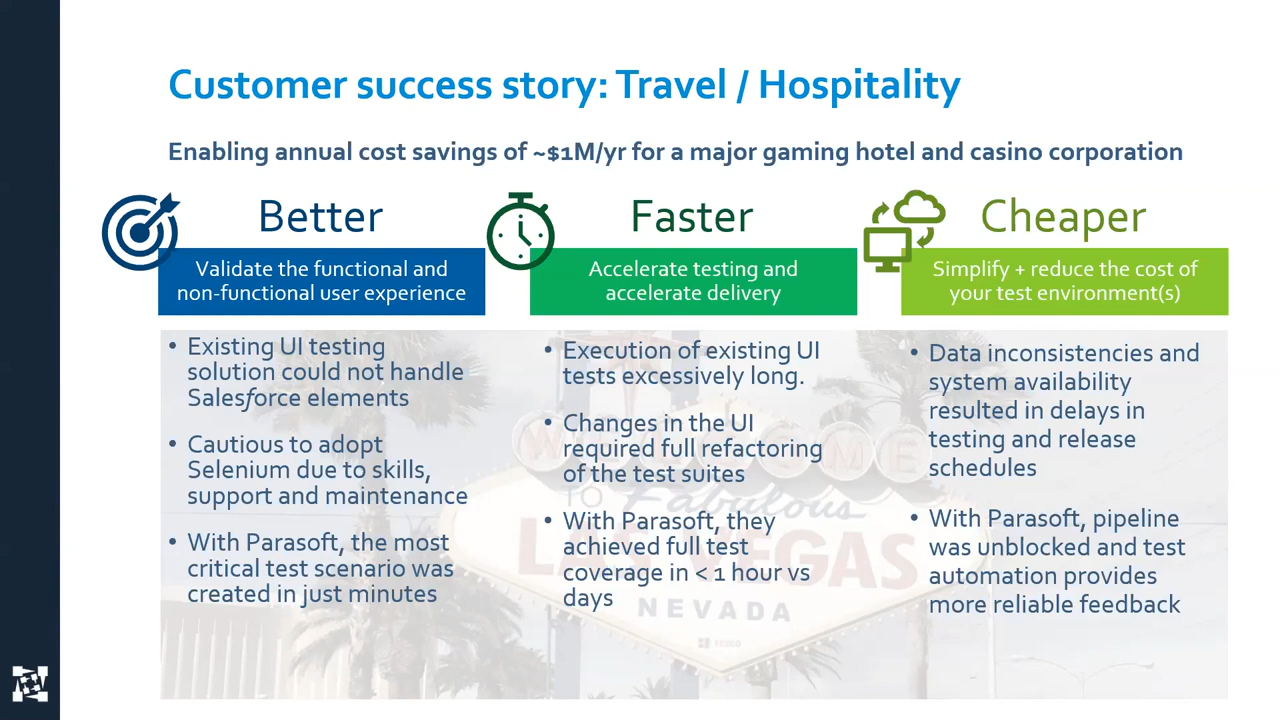 Customer success story: Travel / Hospitality
Enabling annual cost savings of ~$1M/yr for a major gaming hotel and casino corporation
Better
Validate the functional and
non-functional user experience
• Existing UI testing
solution could not handle
Salesforce elements
• Cautious to adopt
Selenium due to skills,
support and maintenance
• With Parasoft, the most
critical test scenario was
created in just minutes
Faster
Accelerate testing and
accelerate delivery
• Execution of existing UI
tests excessively long.
• Changes in the UI
required full refactoring
of the test suites
• With Parasoft, they
achieved full test
coverage in < 1 hour vs
days
Cheaper
Simplify + reduce the cost of
your test environment(s)
• Data inconsistencies and
system availability
resulted in delays in
testing and release
schedules
• With Parasoft, pipeline
was unblocked and test
automation provides
more reliable feedback
WELCOME
TO Fabulous
LAS VEGAS
NEVADA